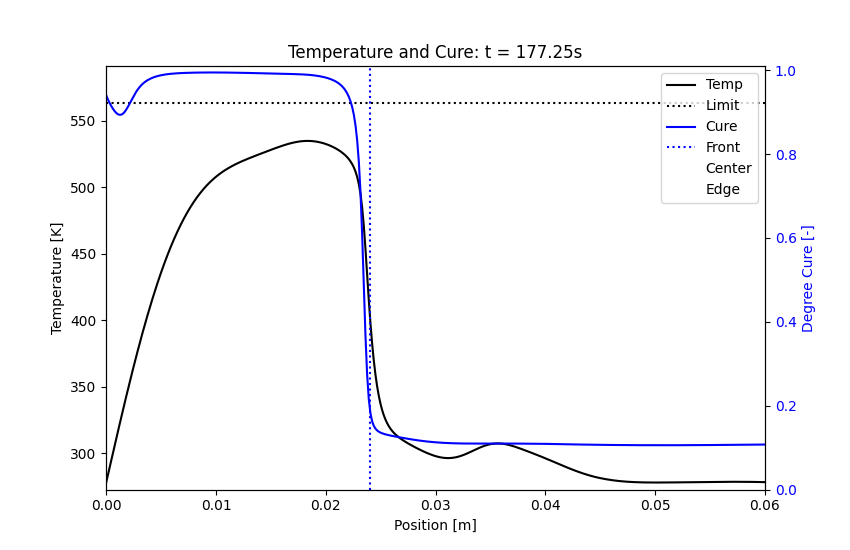 Temperature and Cure: t = 177.25s
Temp
Limit
Cure
Front
Center
Edge
Temperature [K]
550
500
450
400
350
300
Degree Cure [-]
1.0
0.8
0.6
0.4
0.2
0.0
0.00 0.01 0.02 0.03 0.04 0.05 0.06
Position [m]